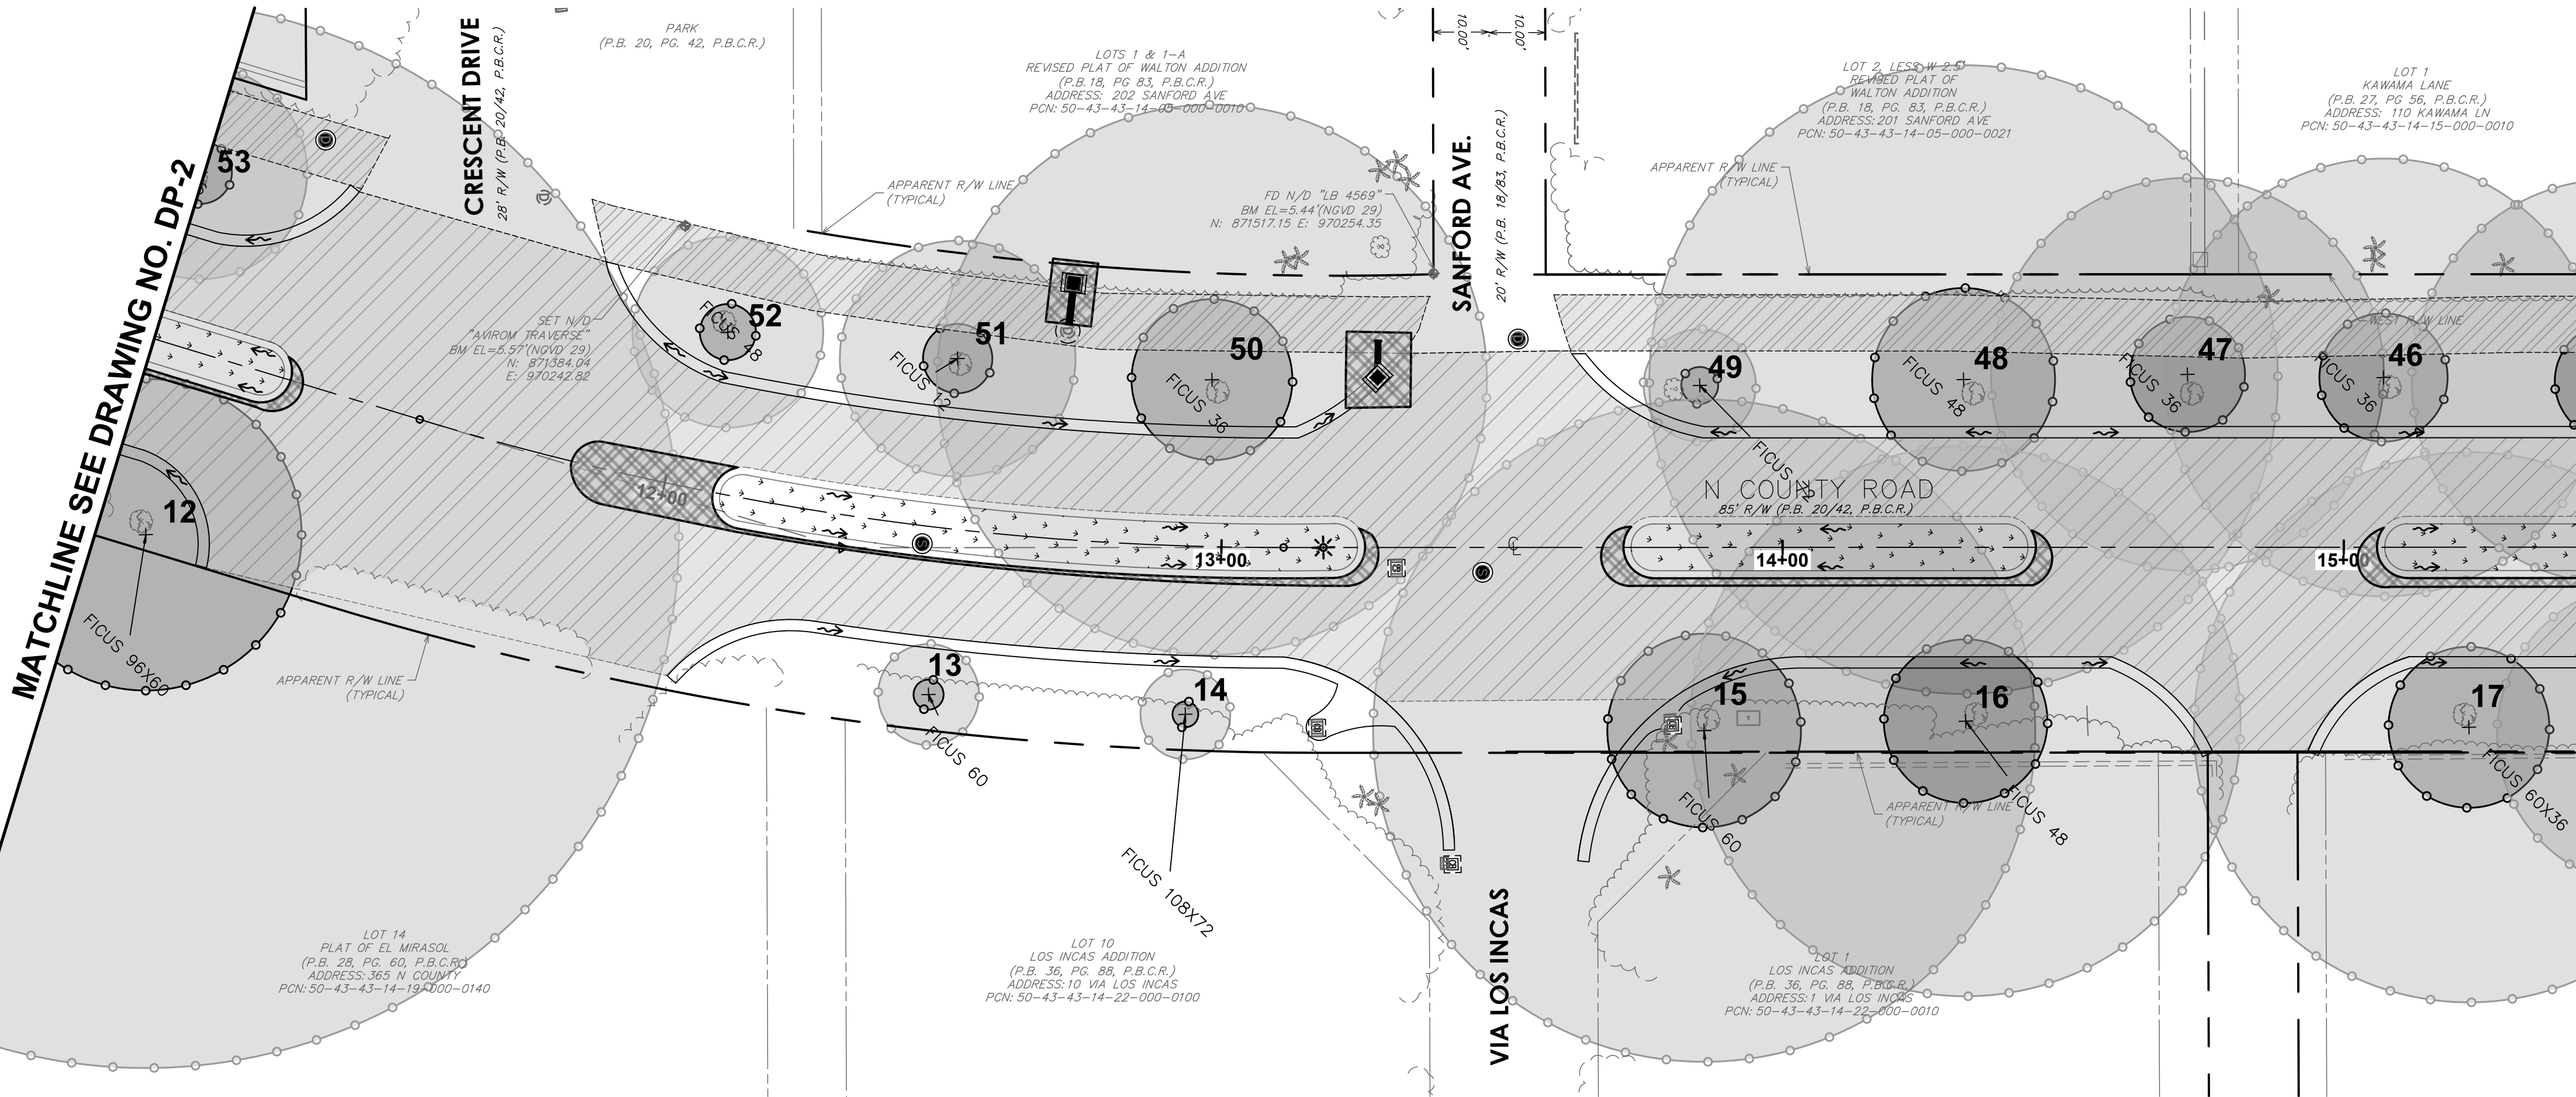 MATCHLINE SEE DRAWING NO. DP-2
CRESCENT DRIVE
28' R/W (P.B. 20/42, P.B.C.R.)
PARK
(P.B. 20, PG. 42, P.B.C.R.)
LOTS 1 & 1-A
REVISED PLAT OF WALTON ADDITION
(P.B.18, PG 83, P.B.C.R.)
ADDRESS: 202 SANFORD AVE
PCN: 50-43-43-14-05-000-0010
10.00'
10.00'
SANFORD AVE.
20' R/W (P.B. 18/83, P.B.C.R.)
LOT 2, LESS W 2.5'
REVISED PLAT OF
WALTON ADDITION
(P.B. 18, PG. 83, P.B.C.R.)
ADDRESS: 201 SANFORD AVE
PCN: 50-43-43-14-05-000-0021
LOT 1
KAWAMA LANE
(P.B. 27, PG 56, P.B.C.R.)
ADDRESS: 110 KAWAMA LN
PCN: 50-43-43-14-15-000-0010
APPARENT R/W LINE
(TYPICAL)
FD N/D "LB 4569"
BM EL=5.44'(NGVD 29)
N: 871517.15 E: 970254.35
APPARENT R/W LINE
(TYPICAL)
WEST R/W LINE
SET N/D
"AVIROM TRAVERSE"
BM EL=5.57'(NGVD 29)
N: 871384.04
E: 970242.82
53
52
FICUS 48
51
FICUS 72
50
FICUS 36
49
FICUS
48
FICUS 48
47
FICUS 36
46
FICUS 36
N COUNTY ROAD
85' R/W (P.B. 20/42, P.B.C.R.)
12+00
13+00
CB
14+00
15+0
12
FICUS 96X60
13
FICUS 60
14
FICUS 108X72
15
FICUS 60
16
FICUS 48
17
FICUS 60X36
APPARENT R/W LINE
(TYPICAL)
APPARENT R/W LINE
(TYPICAL)
VIA LOS INCAS
LOT 14
PLAT OF EL MIRASOL
(P.B. 28, PG. 60, P.B.C.R.)
ADDRESS: 365 N COUNTY
PCN: 50-43-43-14-19-000-0140
LOT 10
LOS INCAS ADDITION
(P.B. 36, PG. 88, P.B.C.R.)
ADDRESS: 10 VIA LOS INCAS
PCN: 50-43-43-14-22-000-0100
LOT 1
LOS INCAS ADDITION
(P.B. 36, PG. 88, P.B.C.R.)
ADDRESS: 1 VIA LOS INCAS
PCN: 50-43-43-14-22-000-0010